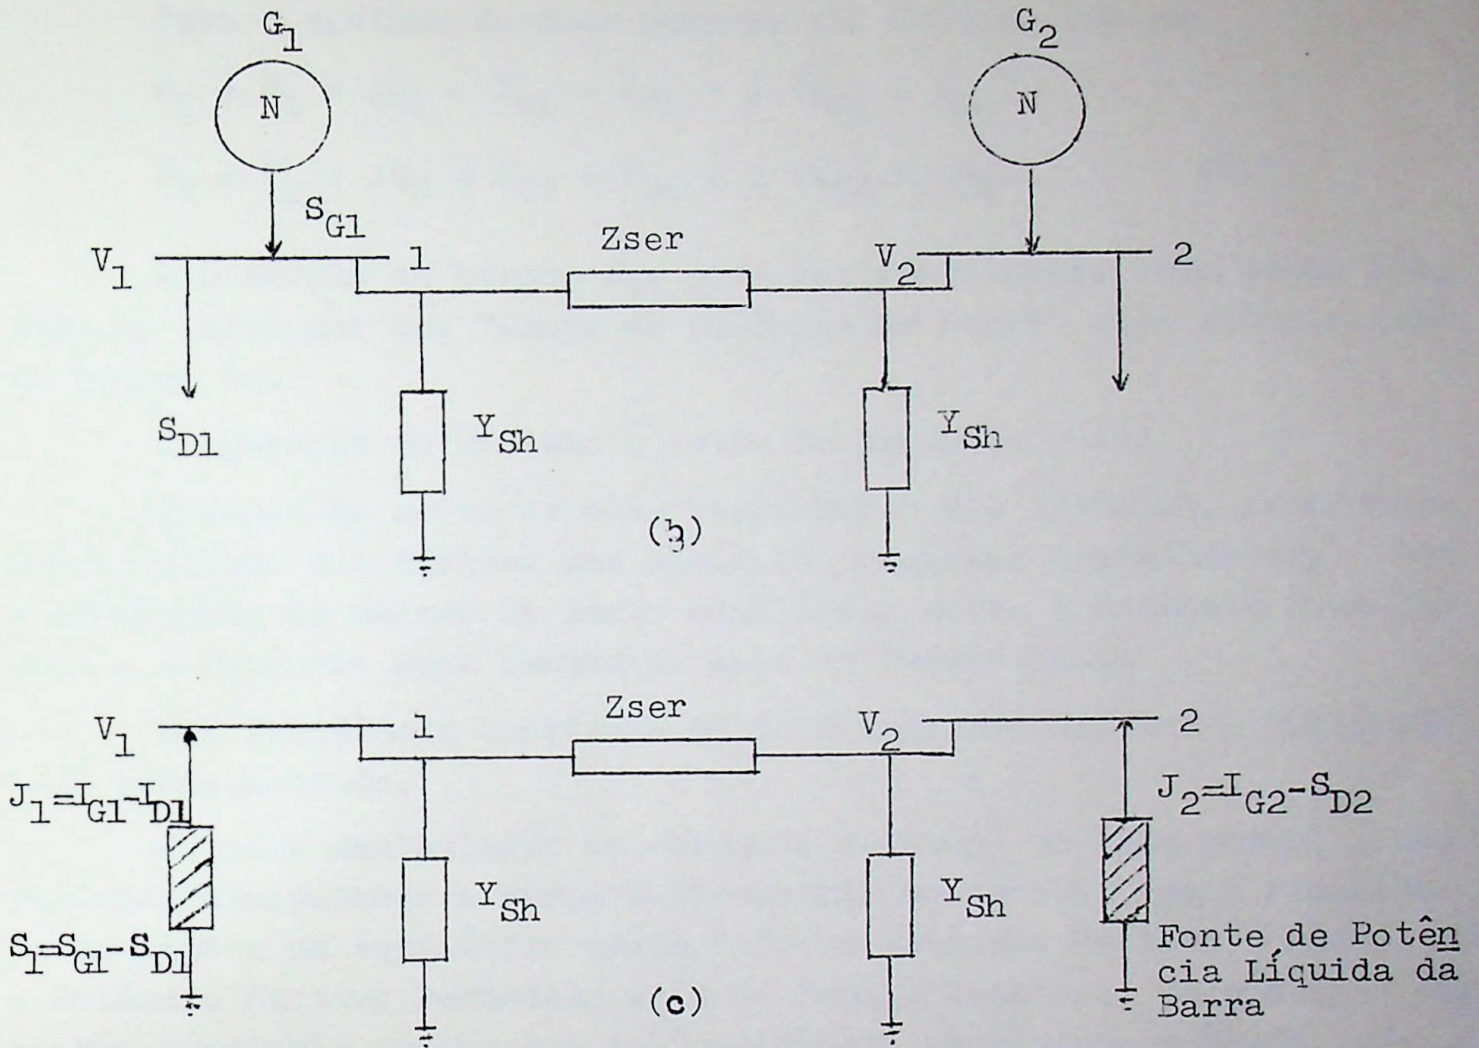 G1 G2
N N
SG1
V1 1 Zser V2 2
SD1 YSh YSh
(b)
V1 1 Zser V2 2
J1=IG1-ID1 J2=IG2-SD2
YSh YSh
S1=SG1-SD1 Fonte de Potên
cia Líquida da
(c) Barra